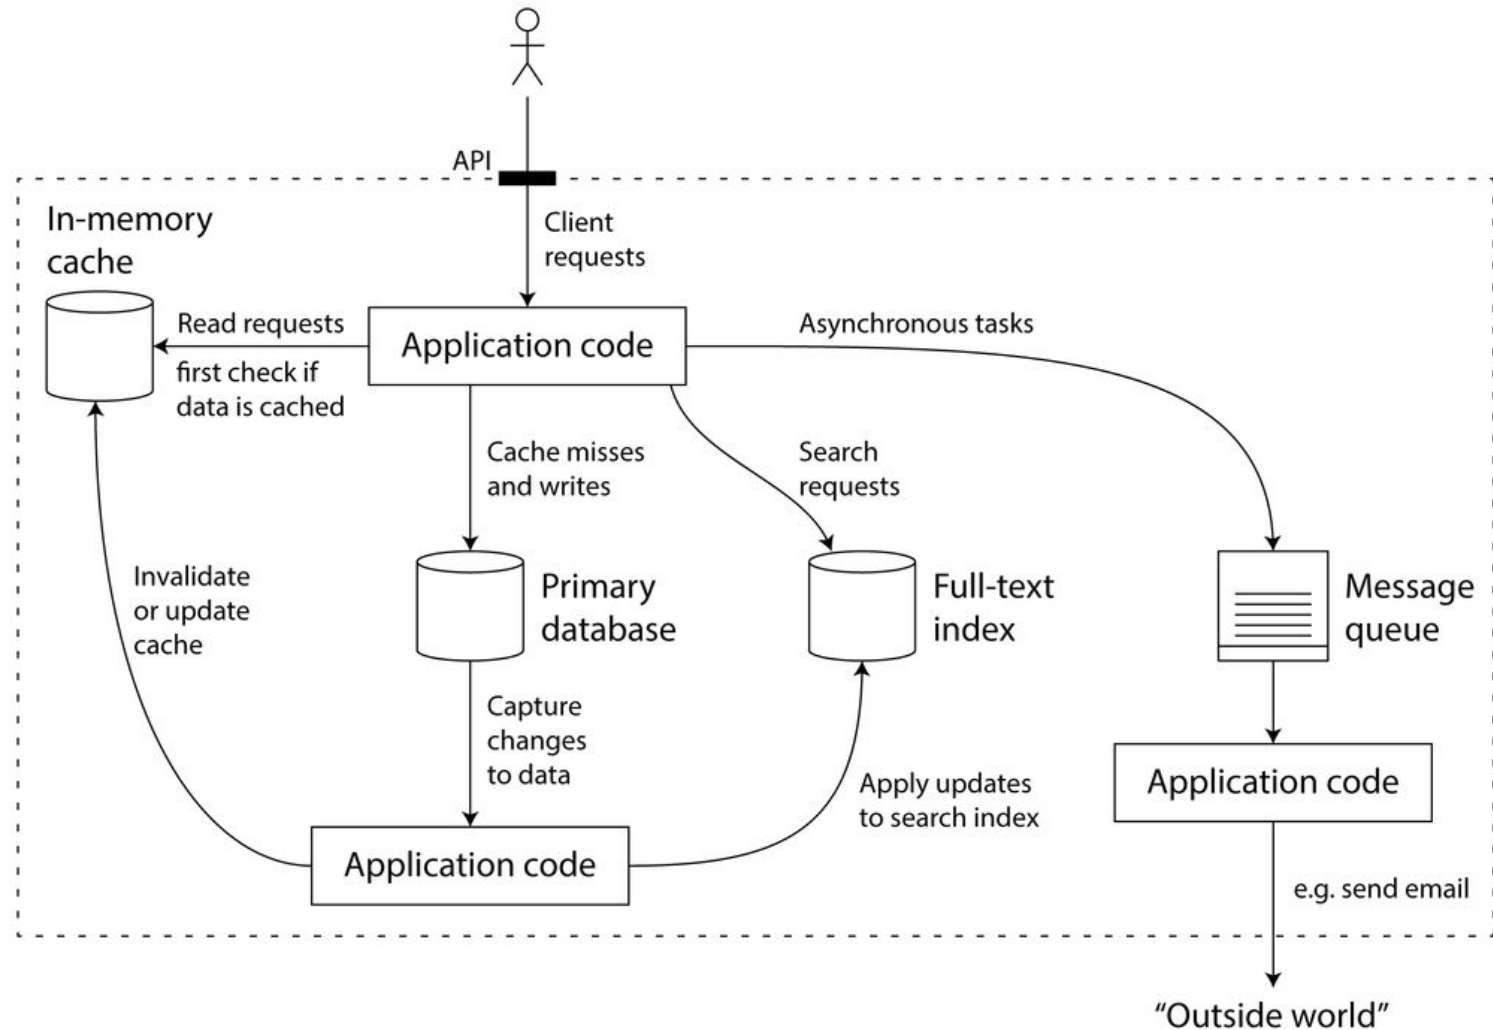 API
Client
requests
In-memory
cache
Read requests
first check if
data is cached
Application code
Asynchronous tasks
Cache misses
and writes
Search
requests
Invalidate
or update
cache
Primary
database
Full-text
index
Message
queue
Capture
changes
to data
Apply updates
to search index
Application code
Application code
e.g. send email
“Outside world”